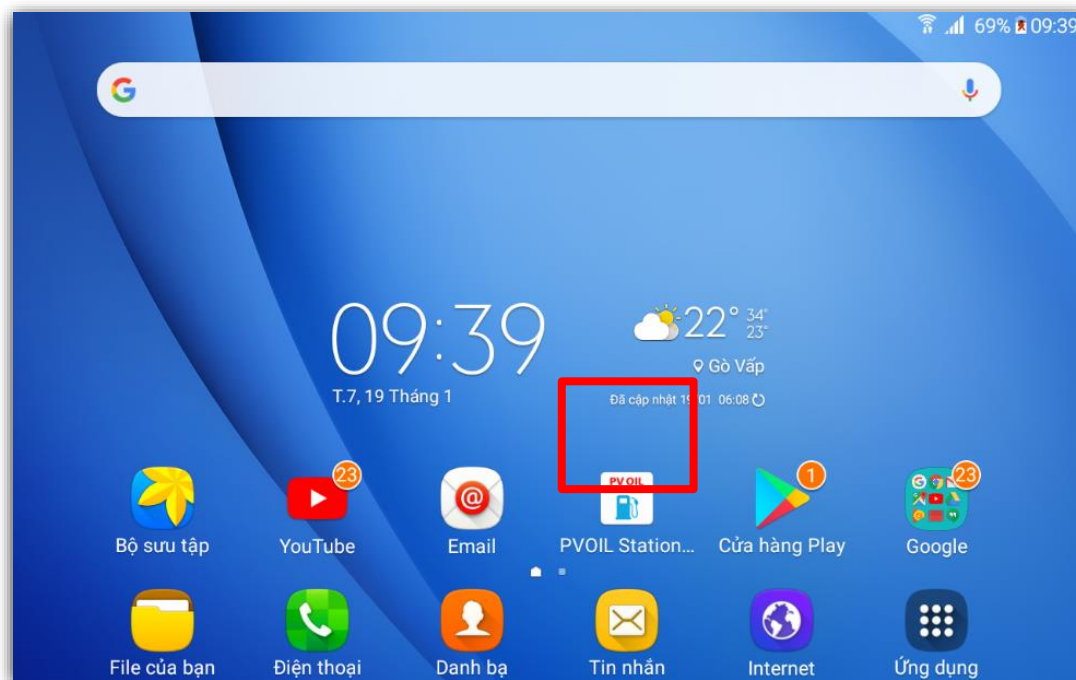 69% 09:39
09:39
22° 34°
23°
Gò Vấp
T.7, 19 Tháng 1
Đã cập nhật 19/01 06:08
23
1
23
PV OIL
Bộ sưu tập YouTube Email PVOIL Station... Cửa hàng Play Google
File của bạn Điện thoại Danh bạ Tin nhắn Internet Ứng dụng